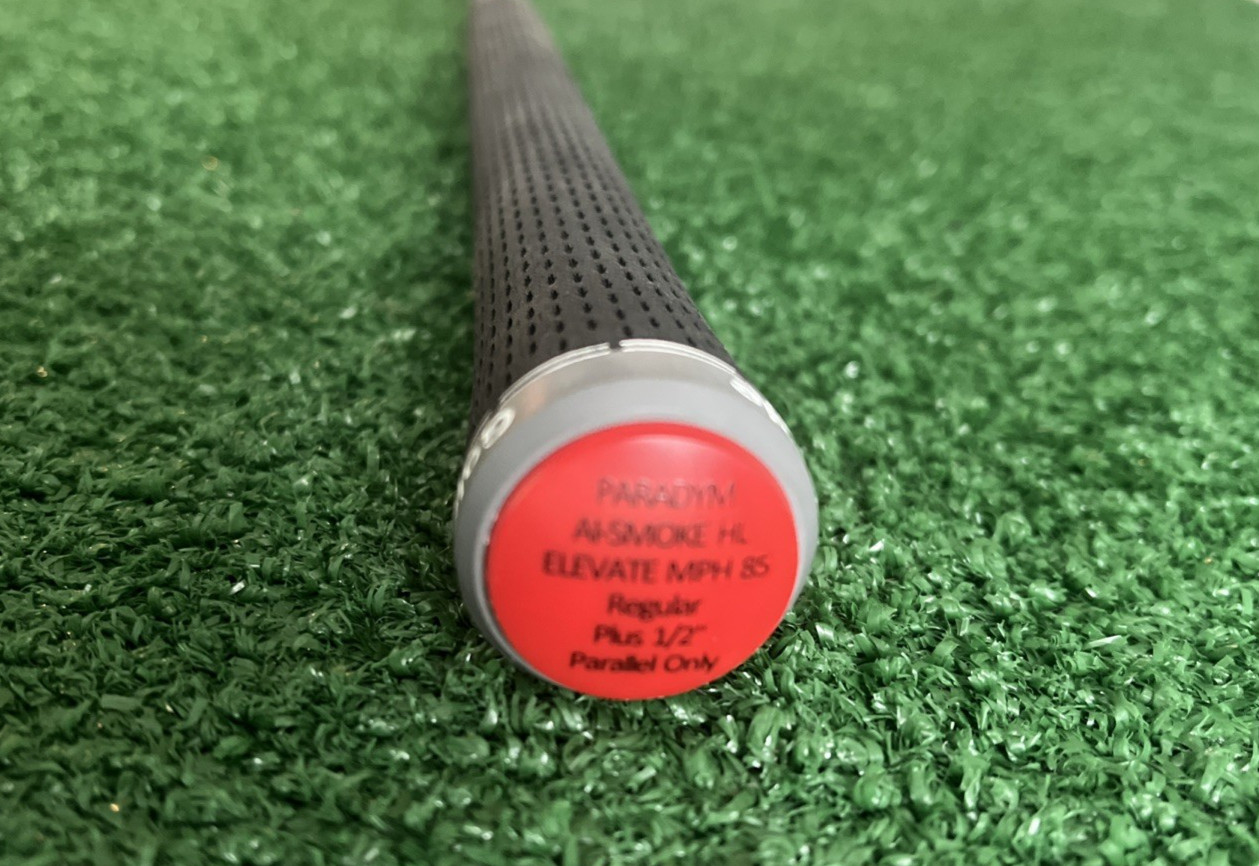 PARADYM
AI-SMOKE HL
ELEVATE MPH 85
Regular
Plus 1/2"
Parallel Only